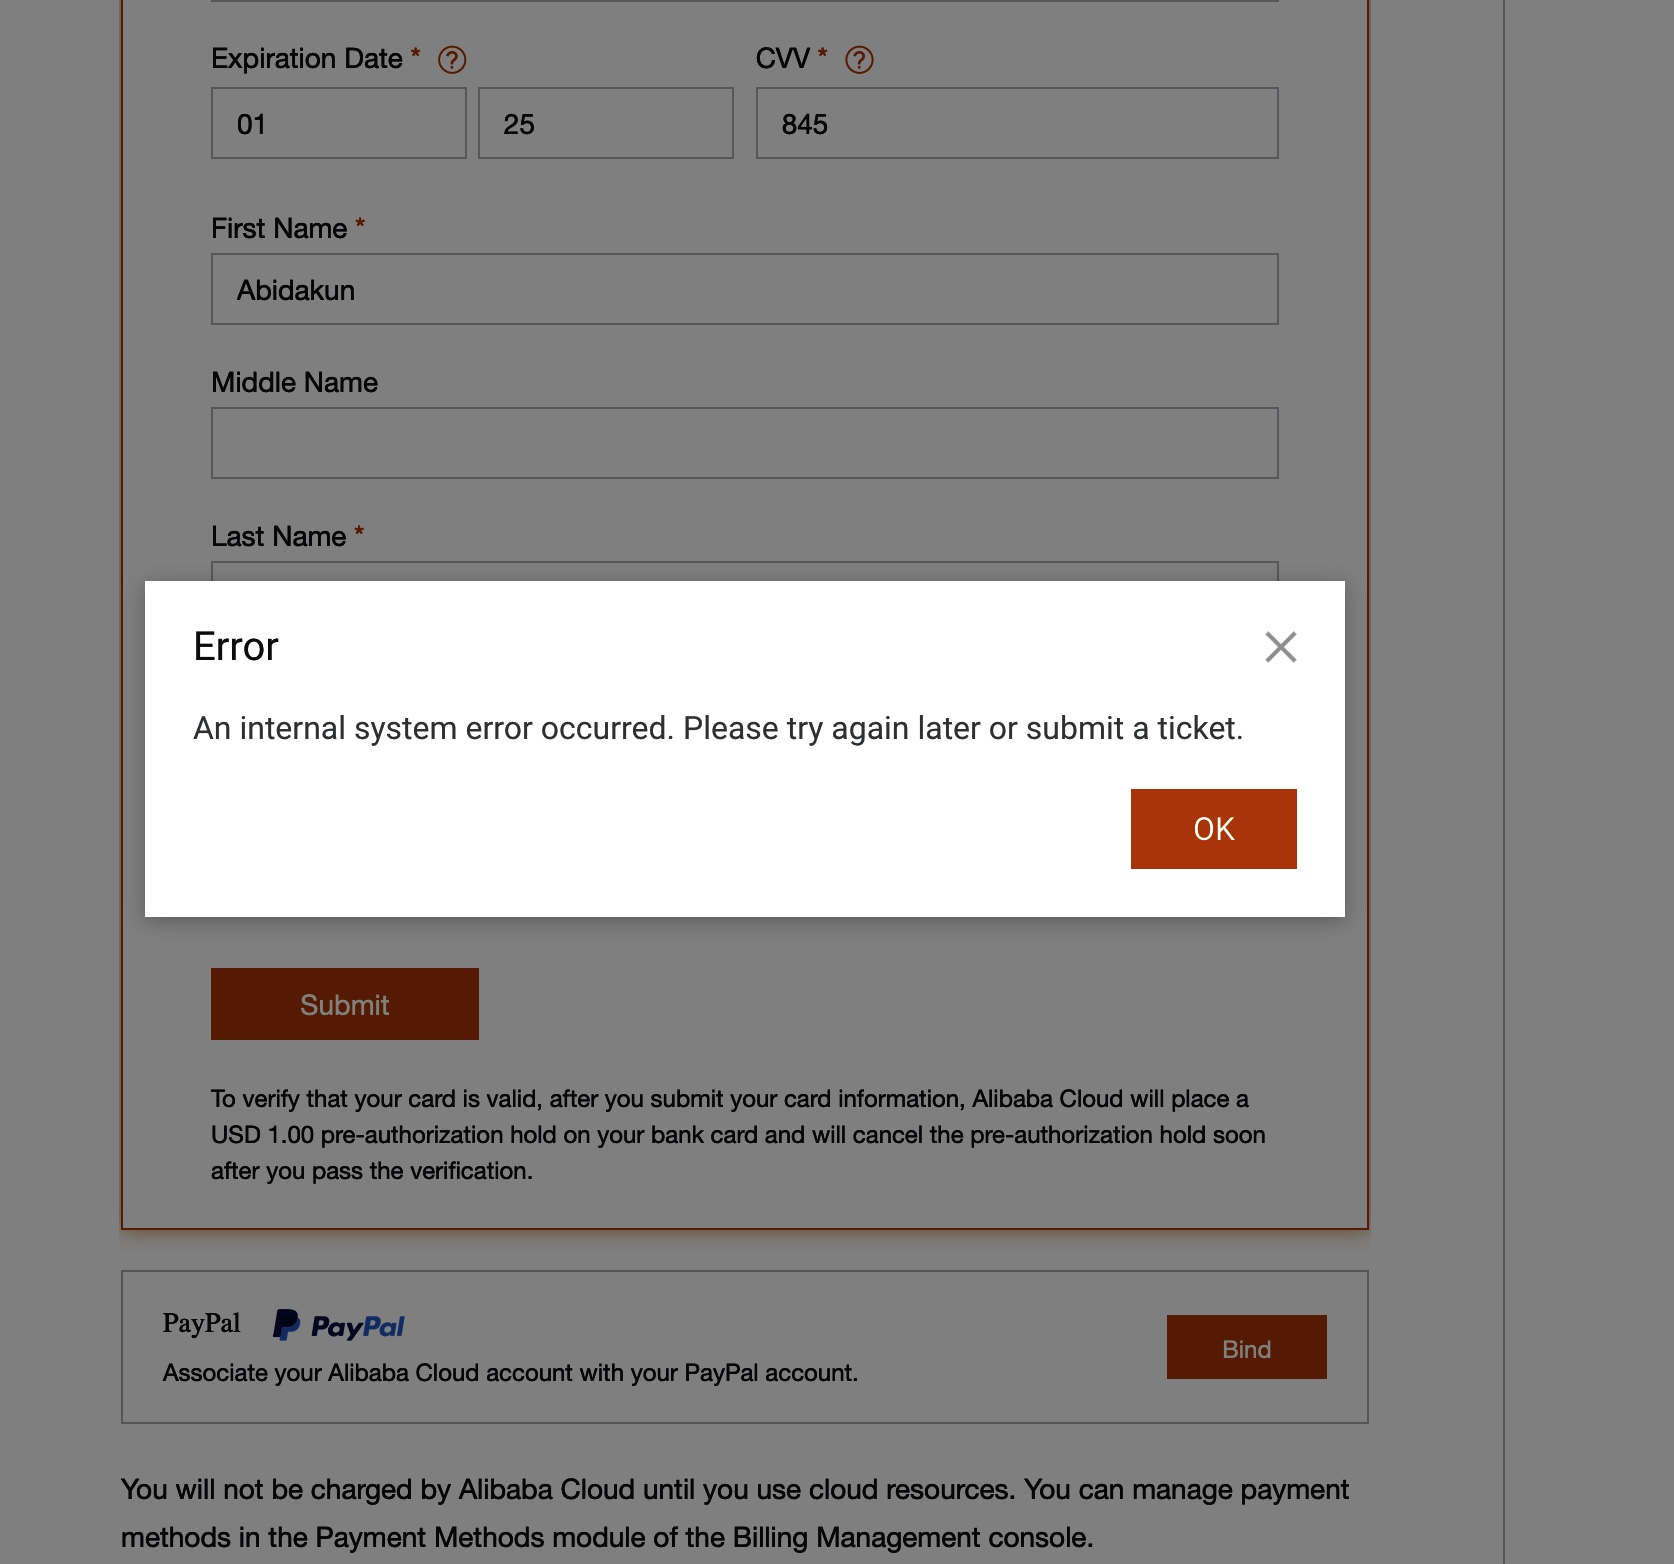 Expiration Date * ?
CVV * ?
01
25
845
First Name *
Abidakun
Middle Name
Last Name *
Error
An internal system error occurred. Please try again later or submit a ticket.
OK
Submit
To verify that your card is valid, after you submit your card information, Alibaba Cloud will place a
USD 1.00 pre-authorization hold on your bank card and will cancel the pre-authorization hold soon
after you pass the verification.
PayPal PayPal
Associate your Alibaba Cloud account with your PayPal account.
Bind
You will not be charged by Alibaba Cloud until you use cloud resources. You can manage payment
methods in the Payment Methods module of the Billing Management console.